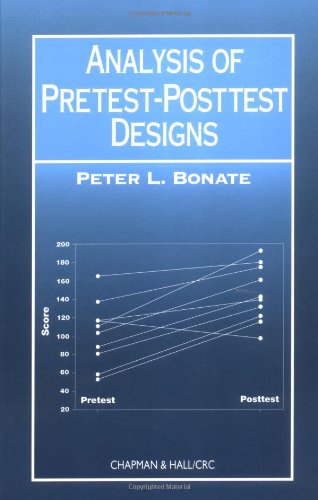 ANALYSIS OF
PRETEST-POSTTEST
DESIGNS
PETER L. BONATE
200
180
160
140
120
100
80
60
40
20
Score
Pretest
Posttest
CHAPMAN & HALL/CRC